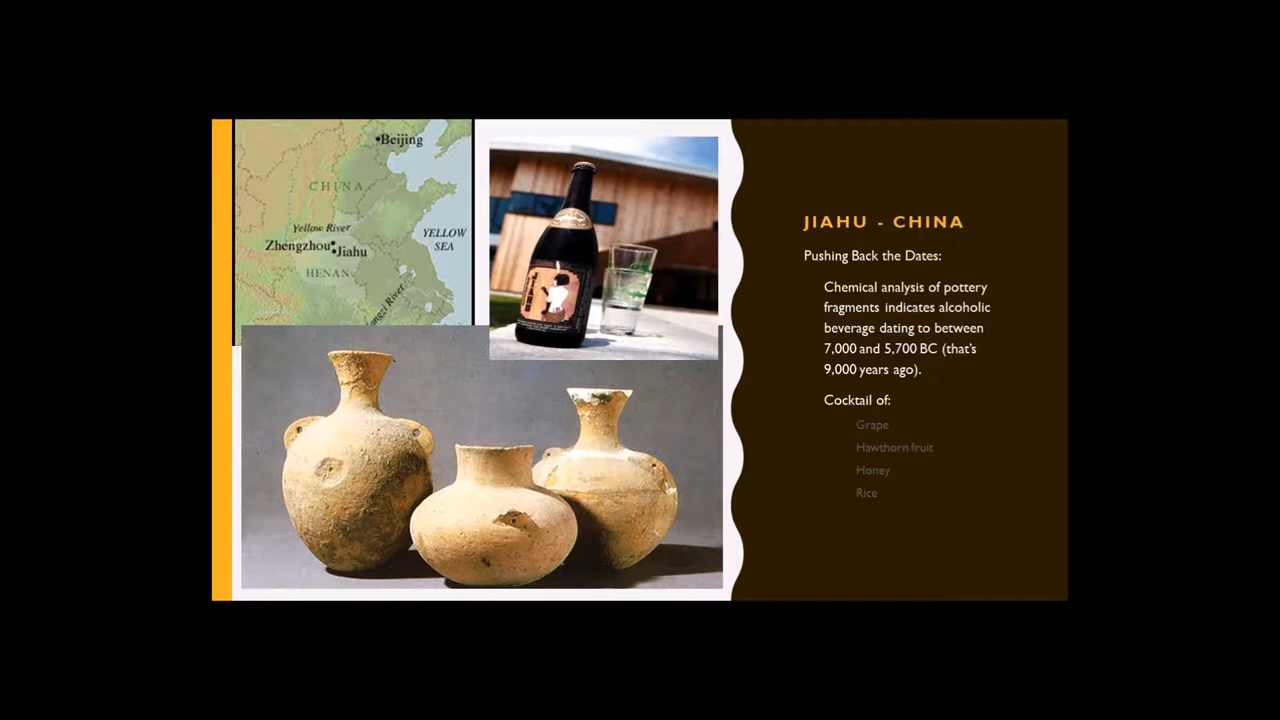 JIAHU - CHINA
Pushing Back the Dates:
Chemical analysis of pottery
fragments indicates alcoholic
beverage dating to between
7,000 and 5,700 BC (that's
9,000 years ago).
Cocktail of:
Grape
Hawthorn fruit
Honey
Rice
Beijing
CHINA
Yellow River
Zhengzhou
Jiahu
HENAN
YELLOW
SEA
River